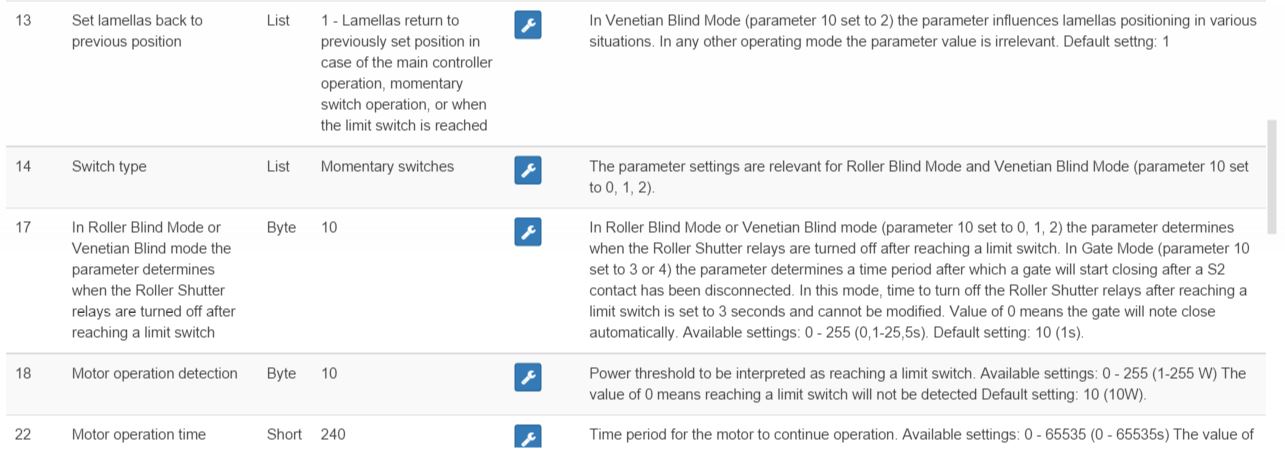 13 Set lamellas back to previous position List 1 - Lamellas return to previously set position in case of the main controller operation, momentary switch operation, or when the limit switch is reached In Venetian Blind Mode (parameter 10 set to 2) the parameter influences lamellas positioning in various situations. In any other operating mode the parameter value is irrelevant. Default settng: 1
14 Switch type List Momentary switches The parameter settings are relevant for Roller Blind Mode and Venetian Blind Mode (parameter 10 set to 0, 1, 2).
17 In Roller Blind Mode or Venetian Blind mode the parameter determines when the Roller Shutter relays are turned off after reaching a limit switch Byte 10 In Roller Blind Mode or Venetian Blind mode (parameter 10 set to 0, 1, 2) the parameter determines when the Roller Shutter relays are turned off after reaching a limit switch. In Gate Mode (parameter 10 set to 3 or 4) the parameter determines a time period after which a gate will start closing after a S2 contact has been disconnected. In this mode, time to turn off the Roller Shutter relays after reaching a limit switch is set to 3 seconds and cannot be modified. Value of 0 means the gate will note close automatically. Available settings: 0 - 255 (0,1-25,5s). Default setting: 10 (1s).
18 Motor operation detection Byte 10 Power threshold to be interpreted as reaching a limit switch. Available settings: 0 - 255 (1-255 W) The value of 0 means reaching a limit switch will not be detected Default setting: 10 (10W).
22 Motor operation time Short 240 Time period for the motor to continue operation. Available settings: 0 - 65535 (0 - 65535s) The value of